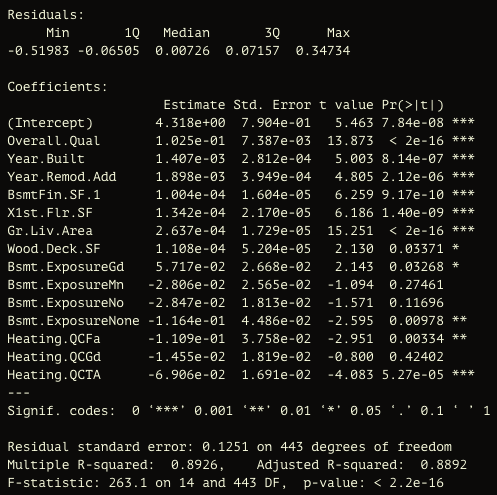 Residuals:
     Min       1Q   Median       3Q      Max
-0.51983 -0.06505  0.00726  0.07157  0.34734

Coefficients:
                    Estimate Std. Error t value Pr(>|t|)
(Intercept)        4.318e+00  7.904e-01   5.463 7.84e-08 ***
Overall.Qual       1.025e-01  7.387e-03  13.873  < 2e-16 ***
Year.Built         1.407e-03  2.812e-04   5.003 8.14e-07 ***
Year.Remod.Add     1.898e-03  3.949e-04   4.805 2.12e-06 ***
BsmtFin.SF.1       1.004e-04  1.604e-05   6.259 9.17e-10 ***
X1st.Flr.SF        1.342e-04  2.170e-05   6.186 1.40e-09 ***
Gr.Liv.Area        2.637e-04  1.729e-05  15.251  < 2e-16 ***
Wood.Deck.SF       1.108e-04  5.204e-05   2.130  0.03371 *
Bsmt.ExposureGd    5.717e-02  2.668e-02   2.143  0.03268 *
Bsmt.ExposureMn   -2.806e-02  2.565e-02  -1.094  0.27461
Bsmt.ExposureNo   -2.847e-02  1.813e-02  -1.571  0.11696
Bsmt.ExposureNone -1.164e-01  4.486e-02  -2.595  0.00978 **
Heating.QCFa      -1.109e-01  3.758e-02  -2.951  0.00334 **
Heating.QCGd      -1.455e-02  1.819e-02  -0.800  0.42402
Heating.QCTA      -6.906e-02  1.691e-02  -4.083 5.27e-05 ***
---
Signif. codes:  0 ‘***’ 0.001 ‘**’ 0.01 ‘*’ 0.05 ‘.’ 0.1 ‘ ’ 1

Residual standard error: 0.1251 on 443 degrees of freedom
Multiple R-squared:  0.8926,    Adjusted R-squared:  0.8892
F-statistic: 263.1 on 14 and 443 DF,  p-value: < 2.2e-16